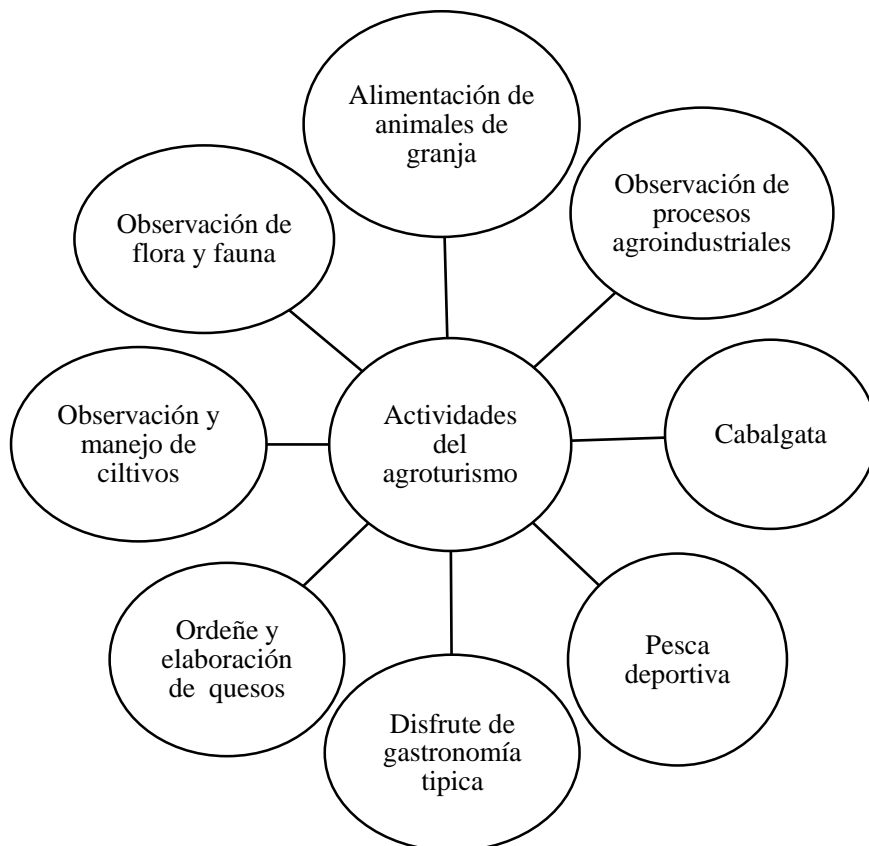 Alimentación de
animales de
granja
Observación de
procesos
agroindustriales
Observación de
flora y fauna
Actividades
del
agroturismo
Cabalgata
Observación y
manejo de
ciltivos
Ordeñe y
elaboración
de  quesos
Pesca
deportiva
Disfrute de
gastronomía
tipica